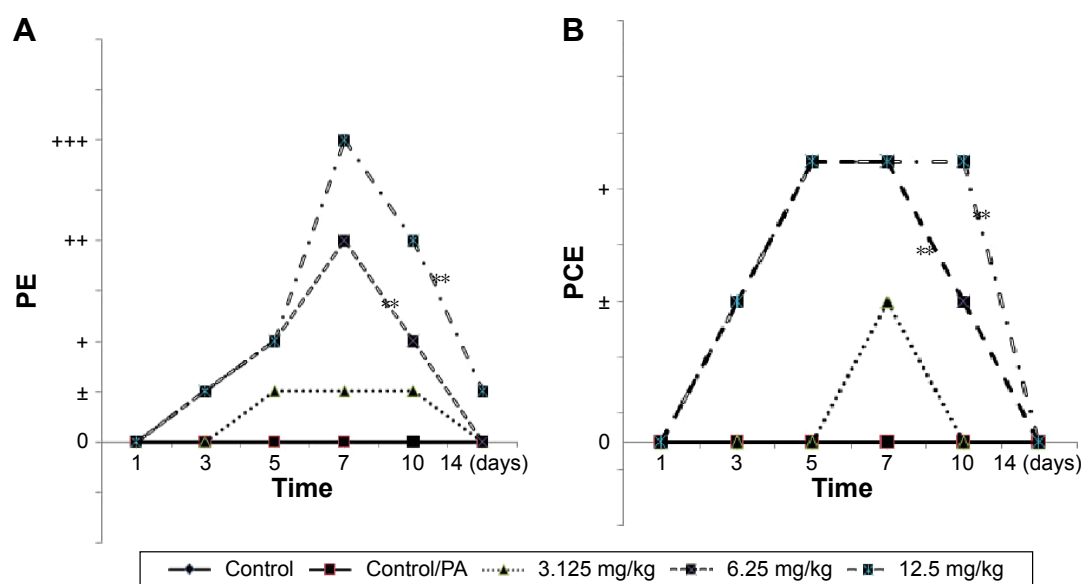 A
+++
++
+
±
0
PE
**
**
1 3 5 7 10 14 (days)
Time
B
+
±
0
PCE
**
**
1 3 5 7 10 14 (days)
Time
Control Control/PA 3.125 mg/kg 6.25 mg/kg 12.5 mg/kg